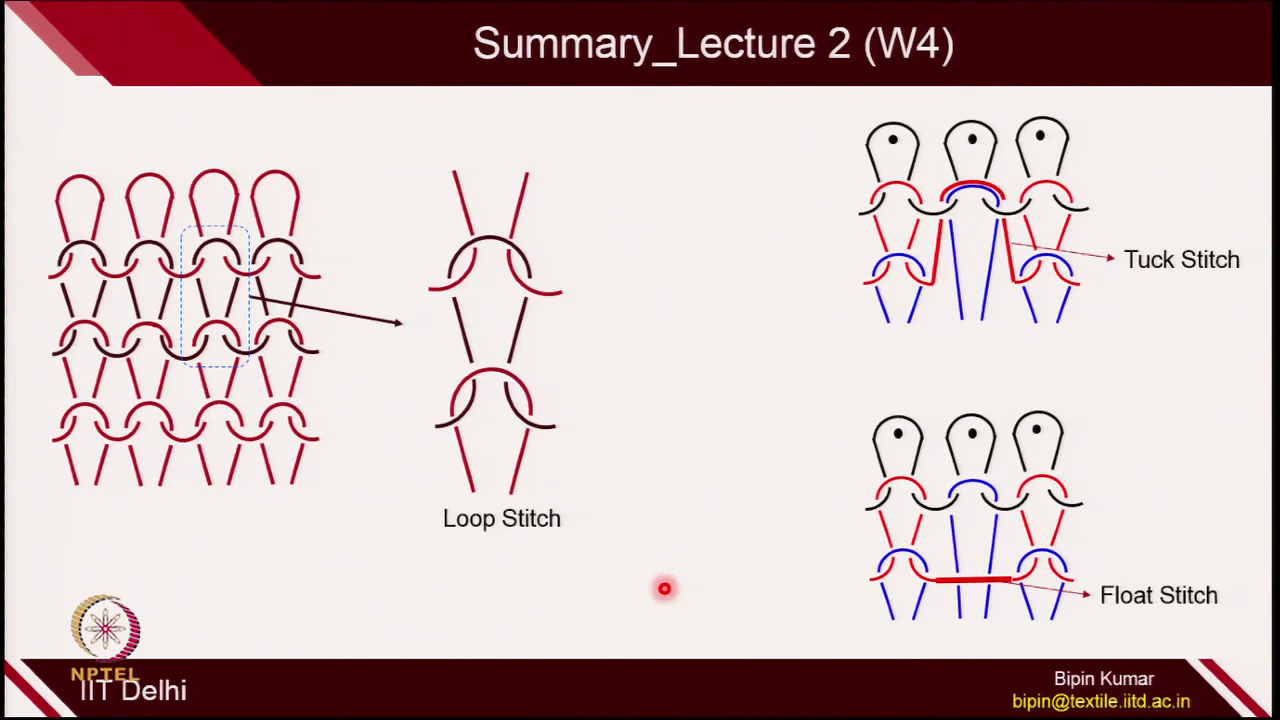 Summary_Lecture 2 (W4)
Tuck Stitch
Loop Stitch
Float Stitch
NPTEL
IIT Delhi
Bipin Kumar
bipin@textile.iitd.ac.in